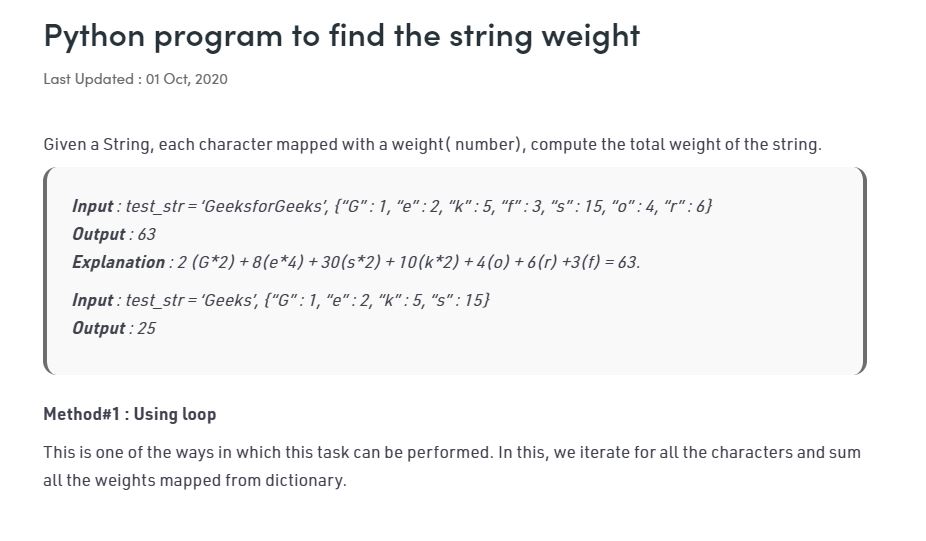 Python program to find the string weight
Last Updated : 01 Oct, 2020
Given a String, each character mapped with a weight( number), compute the total weight of the string.
Input : test_str = ‘GeeksforGeeks’, {“G” : 1, “e” : 2, “k” : 5, “f” : 3, “s” : 15, “o” : 4, “r” : 6}
Output : 63
Explanation : 2 (G*2) + 8(e*4) + 30(s*2) + 10(k*2) + 4(o) + 6(r) +3(f) = 63.
Input : test_str = ‘Geeks’, {“G” : 1, “e” : 2, “k” : 5, “s” : 15}
Output : 25
Method#1 : Using loop
This is one of the ways in which this task can be performed. In this, we iterate for all the characters and sum
all the weights mapped from dictionary.